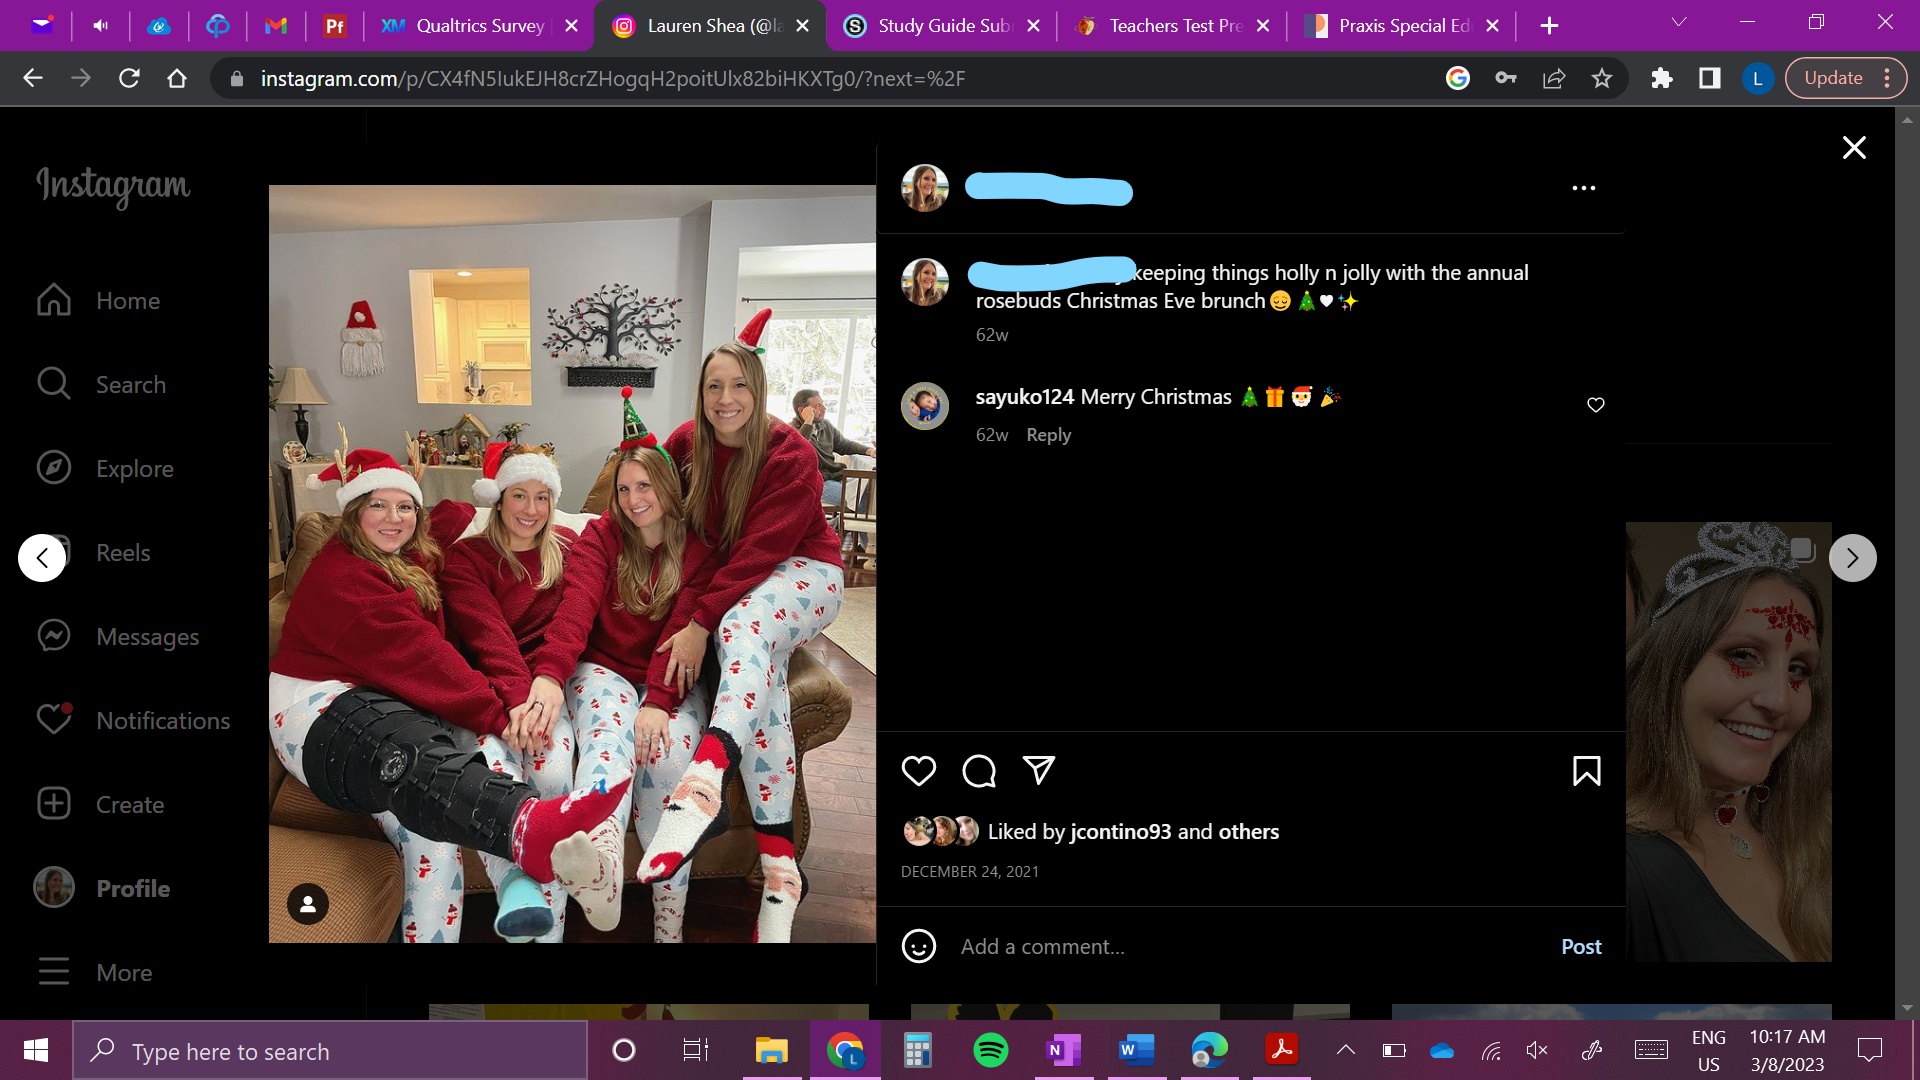 Qualtrics Survey
Lauren Shea (@la
Study Guide Sub
Teachers Test Pre
Praxis Special Ed
instagram.com/p/CX4fN5IukEJH8crZHogqH2poitUlx82biHKXTg0/?next=%2F
L
Update
Instagram
Home
Search
Explore
Reels
Messages
Notifications
Create
Profile
More
keeping things holly n jolly with the annual
rosebuds Christmas Eve brunch😌🎄🤍✨
62w
sayuko124 Merry Christmas 🎄🎁🎅🎉
62w Reply
Liked by jcontino93 and others
DECEMBER 24, 2021
Add a comment...
Post
Type here to search
ENG
US
10:17 AM
3/8/2023